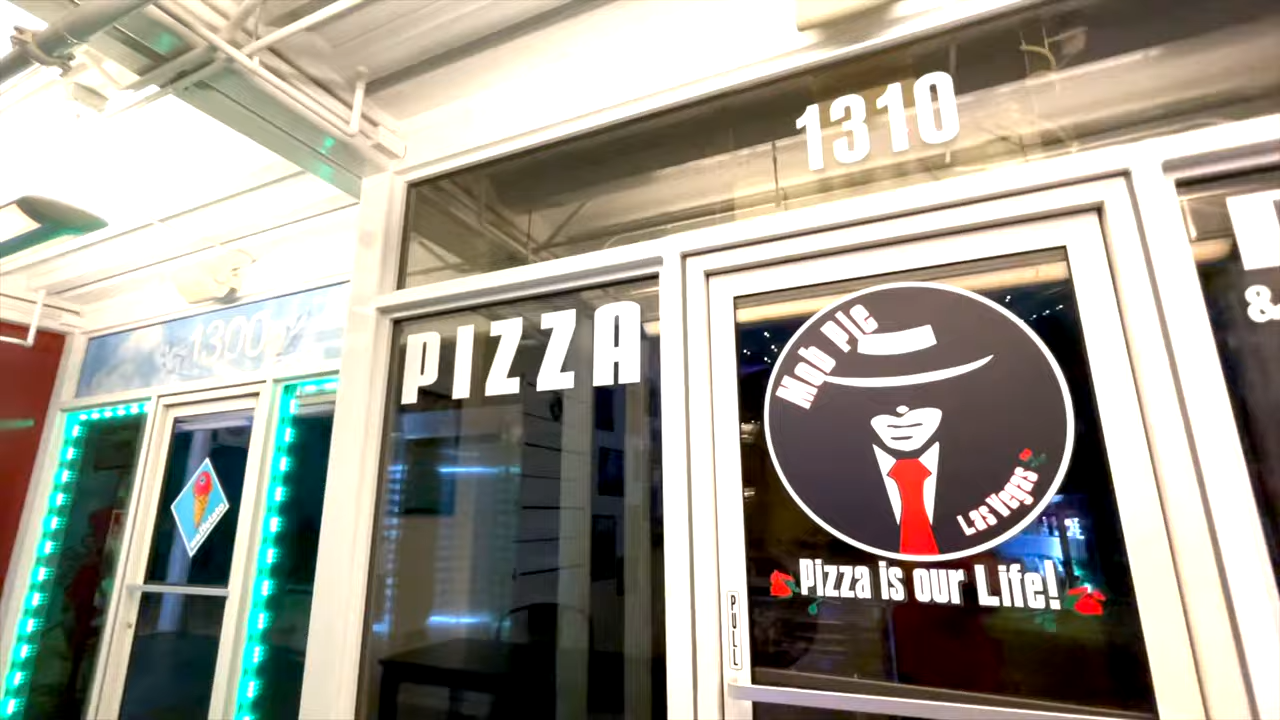 1310
1300
PIZZA
&
Mob Pie
Las Vegas
Pizza is our Life!
PULL